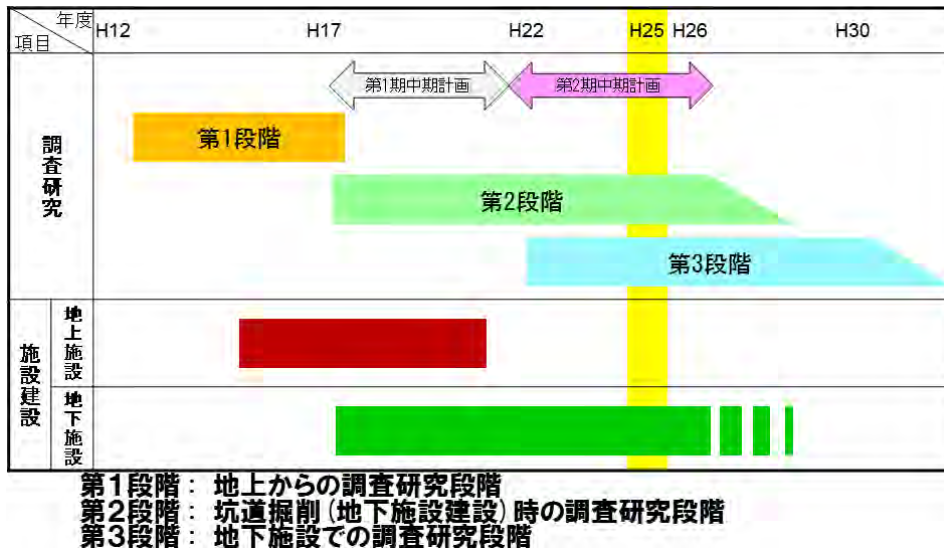 年度
項目
H12 H17 H22 H25 H26 H30
第1期中期計画 第2期中期計画
調査研究
第1段階
第2段階
第3段階
施設建設
地上施設
地下施設
第1段階： 地上からの調査研究段階
第2段階： 坑道掘削(地下施設建設)時の調査研究段階
第3段階： 地下施設での調査研究段階